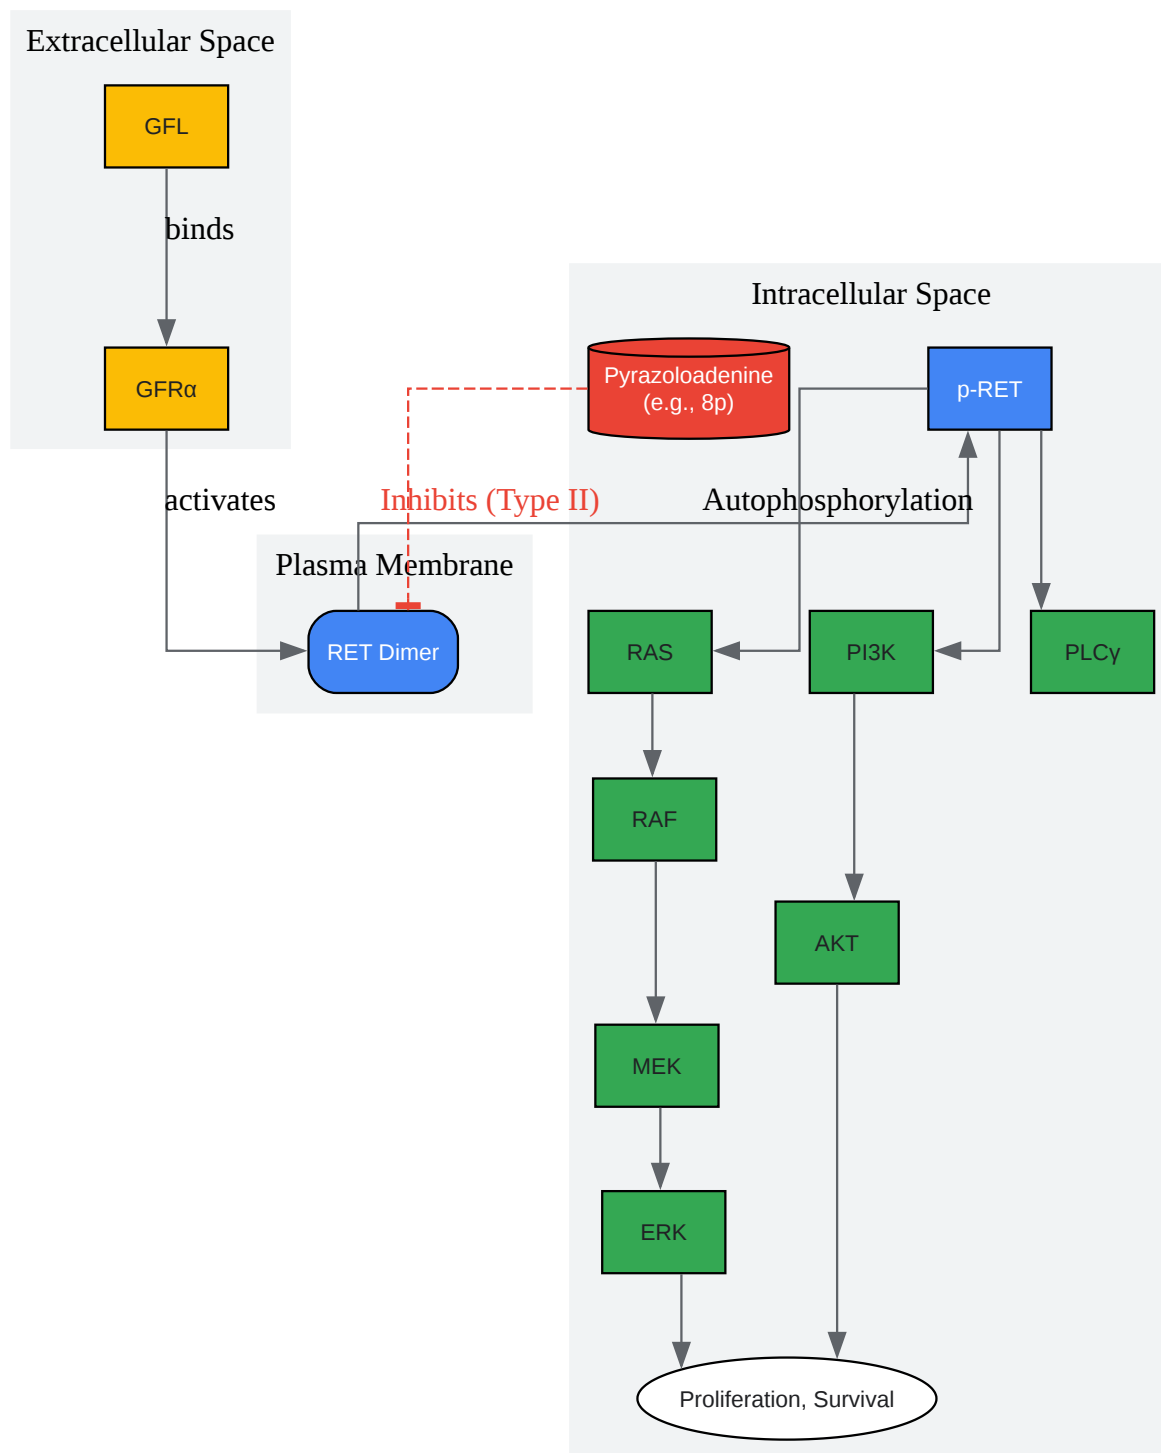 Extracellular Space
GFL
binds
Intracellular Space
Pyrazoloadenine
(e.g., 8p)
p-RET
GFRα
activates
Inhibits (Type II)
Autophosphorylation
Plasma Membrane
RET Dimer
RAS
PI3K
PLCγ
RAF
AKT
MEK
ERK
Proliferation, Survival